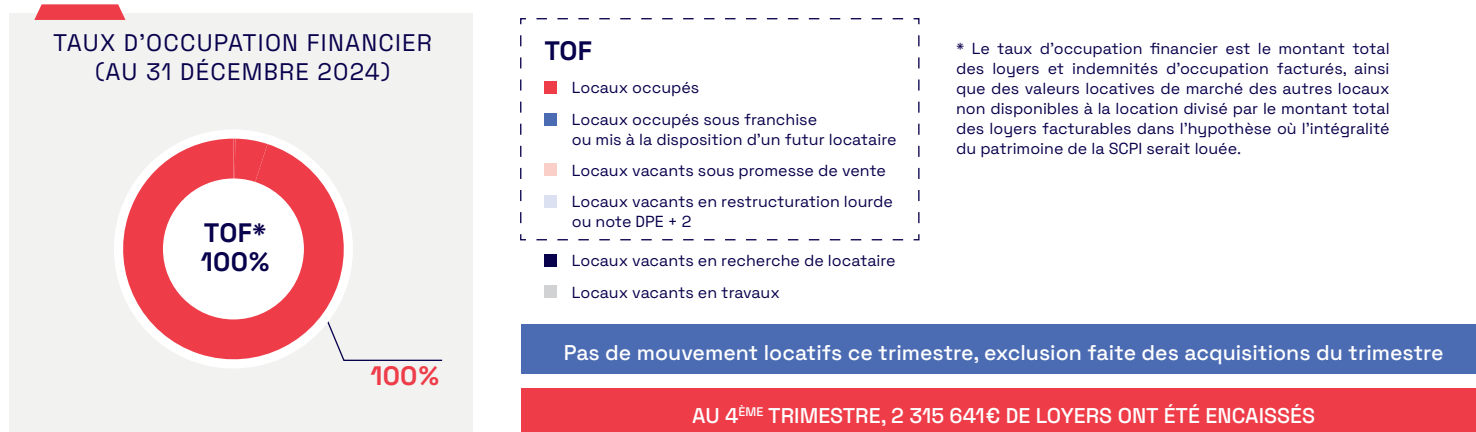 TAUX D'OCCUPATION FINANCIER
(AU 31 DÉCEMBRE 2024)
TOF*
100%
100%
TOF
Locaux occupés
Locaux occupés sous franchise
ou mis à la disposition d'un futur locataire
Locaux vacants sous promesse de vente
Locaux vacants en restructuration lourde
ou note DPE + 2
Locaux vacants en recherche de locataire
Locaux vacants en travaux
* Le taux d'occupation financier est le montant total
des loyers et indemnités d'occupation facturés, ainsi
que des valeurs locatives de marché des autres locaux
non disponibles à la location divisé par le montant total
des loyers facturables dans l'hypothèse où l'intégralité
du patrimoine de la SCPI serait louée.
Pas de mouvement locatifs ce trimestre, exclusion faite des acquisitions du trimestre
AU 4ÈME TRIMESTRE, 2 315 641€ DE LOYERS ONT ÉTÉ ENCAISSÉS